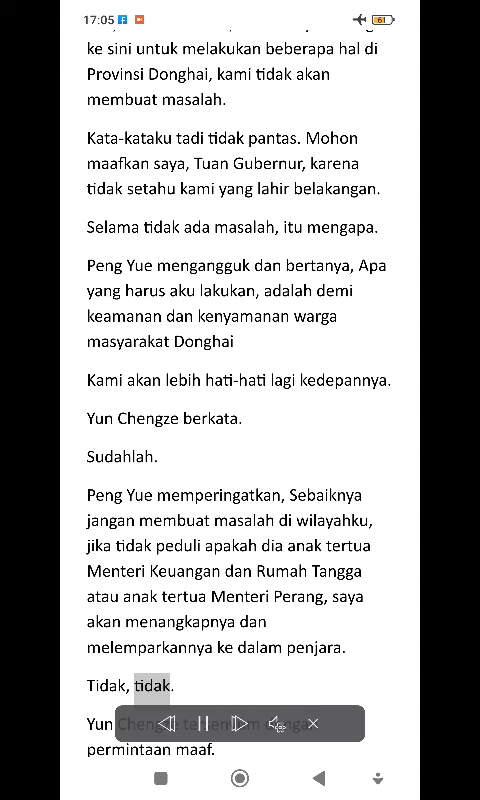 17:05
61
ke sini untuk melakukan beberapa hal di
Provinsi Donghai, kami tidak akan
membuat masalah.
Kata-kataku tadi tidak pantas. Mohon
maafkan saya, Tuan Gubernur, karena
tidak setahu kami yang lahir belakangan.
Selama tidak ada masalah, itu mengapa.
Peng Yue mengangguk dan bertanya, Apa
yang harus aku lakukan, adalah demi
keamanan dan kenyamanan warga
masyarakat Donghai
Kami akan lebih hati-hati lagi kedepannya.
Yun Chengze berkata.
Sudahlah.
Peng Yue memperingatkan, Sebaiknya
jangan membuat masalah di wilayahku,
jika tidak peduli apakah dia anak tertua
Menteri Keuangan dan Rumah Tangga
atau anak tertua Menteri Perang, saya
akan menangkapnya dan
melemparkannya ke dalam penjara.
Tidak, tidak.
Yun Chengze tersenyum dengan
permintaan maaf.